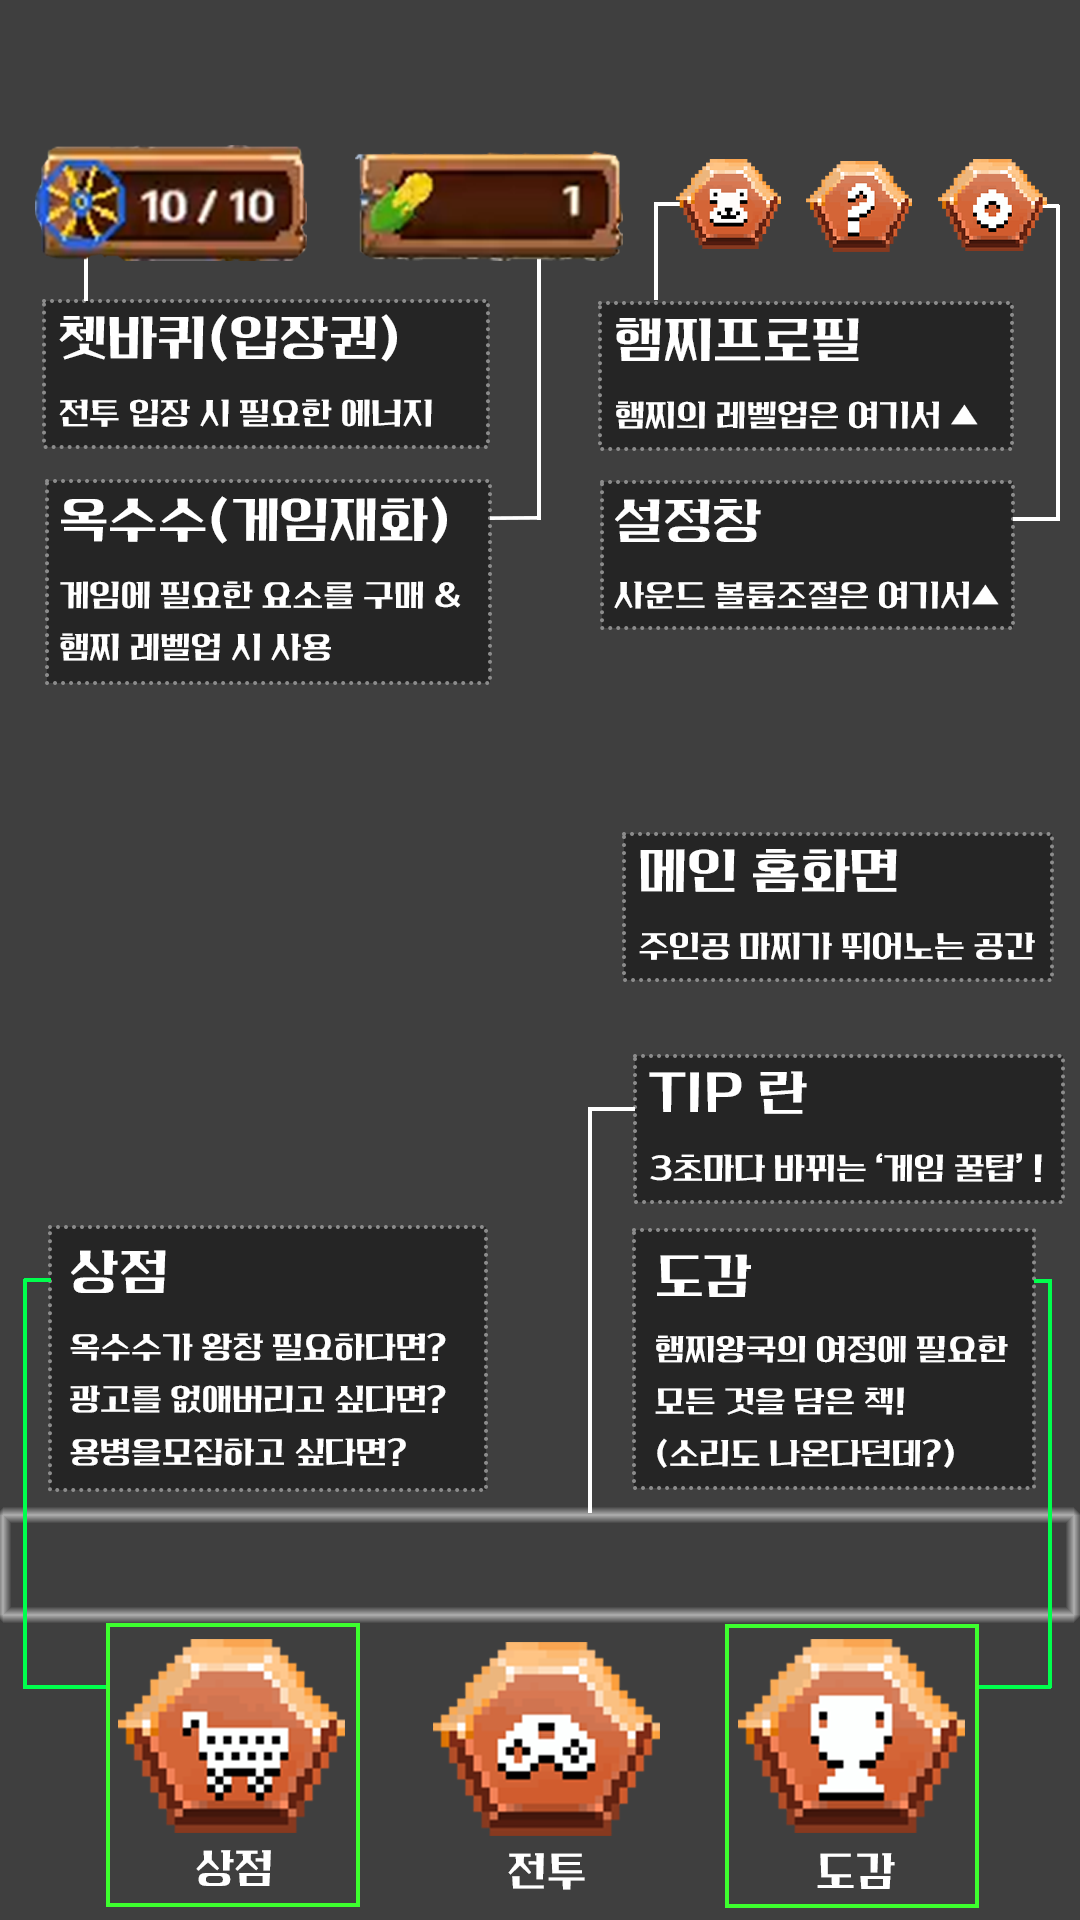 10 / 10
1
?
쳇바퀴(입장권)
전투 입장 시 필요한 에너지
햄찌프로필
햄찌의 레벨업은 여기서 ▲
옥수수(게임재화)
게임에 필요한 요소를 구매 &
햄찌 레벨업 시 사용
설정창
사운드 볼륨조절은 여기서▲
메인 홈화면
주인공 마찌가 뛰어노는 공간
TIP 란
3초마다 바뀌는 ‘게임 꿀팁’ !
상점
옥수수가 왕창 필요하다면?
광고를 없애버리고 싶다면?
용병을모집하고 싶다면?
도감
햄찌왕국의 여정에 필요한
모든 것을 담은 책!
(소리도 나온다던데?)
상점
전투
도감